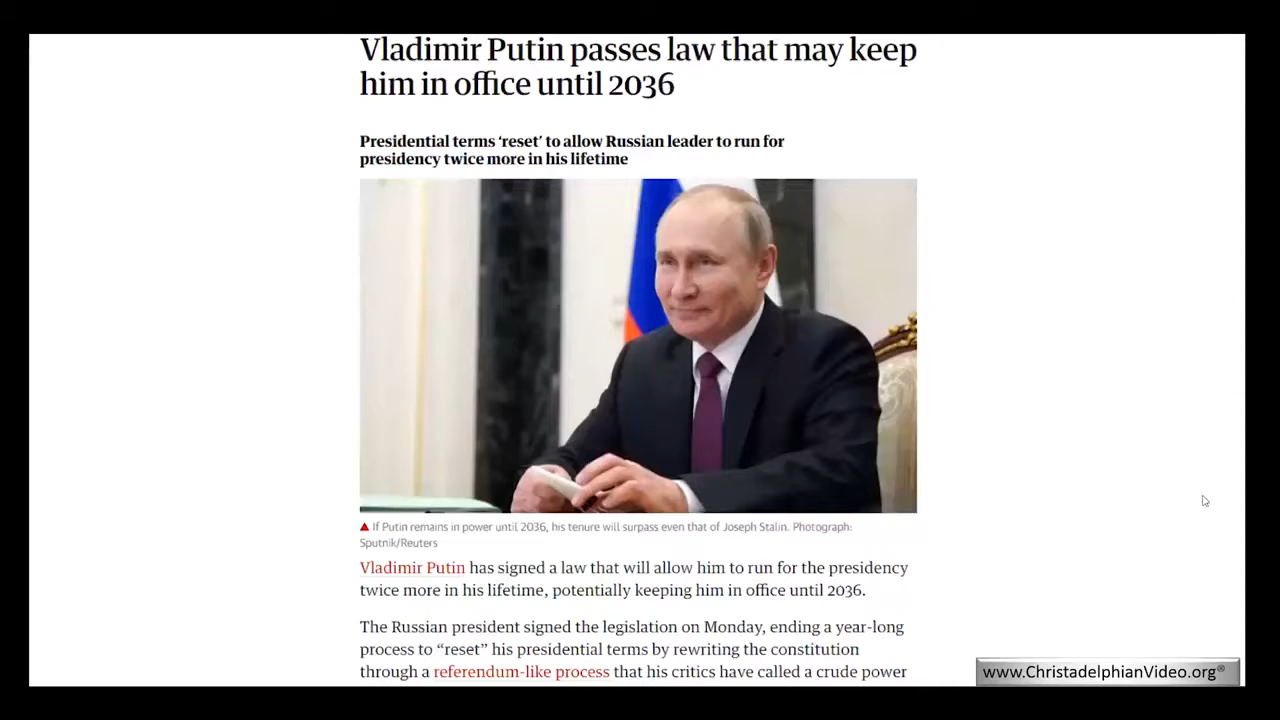 Vladimir Putin passes law that may keep
him in office until 2036
Presidential terms ‘reset’ to allow Russian leader to run for
presidency twice more in his lifetime
▲ If Putin remains in power until 2036, his tenure will surpass even that of Joseph Stalin. Photograph:
Sputnik/Reuters
Vladimir Putin has signed a law that will allow him to run for the presidency
twice more in his lifetime, potentially keeping him in office until 2036.
The Russian president signed the legislation on Monday, ending a year-long
process to “reset” his presidential terms by rewriting the constitution
through a referendum-like process that his critics have called a crude power
www.ChristadelphianVideo.org®